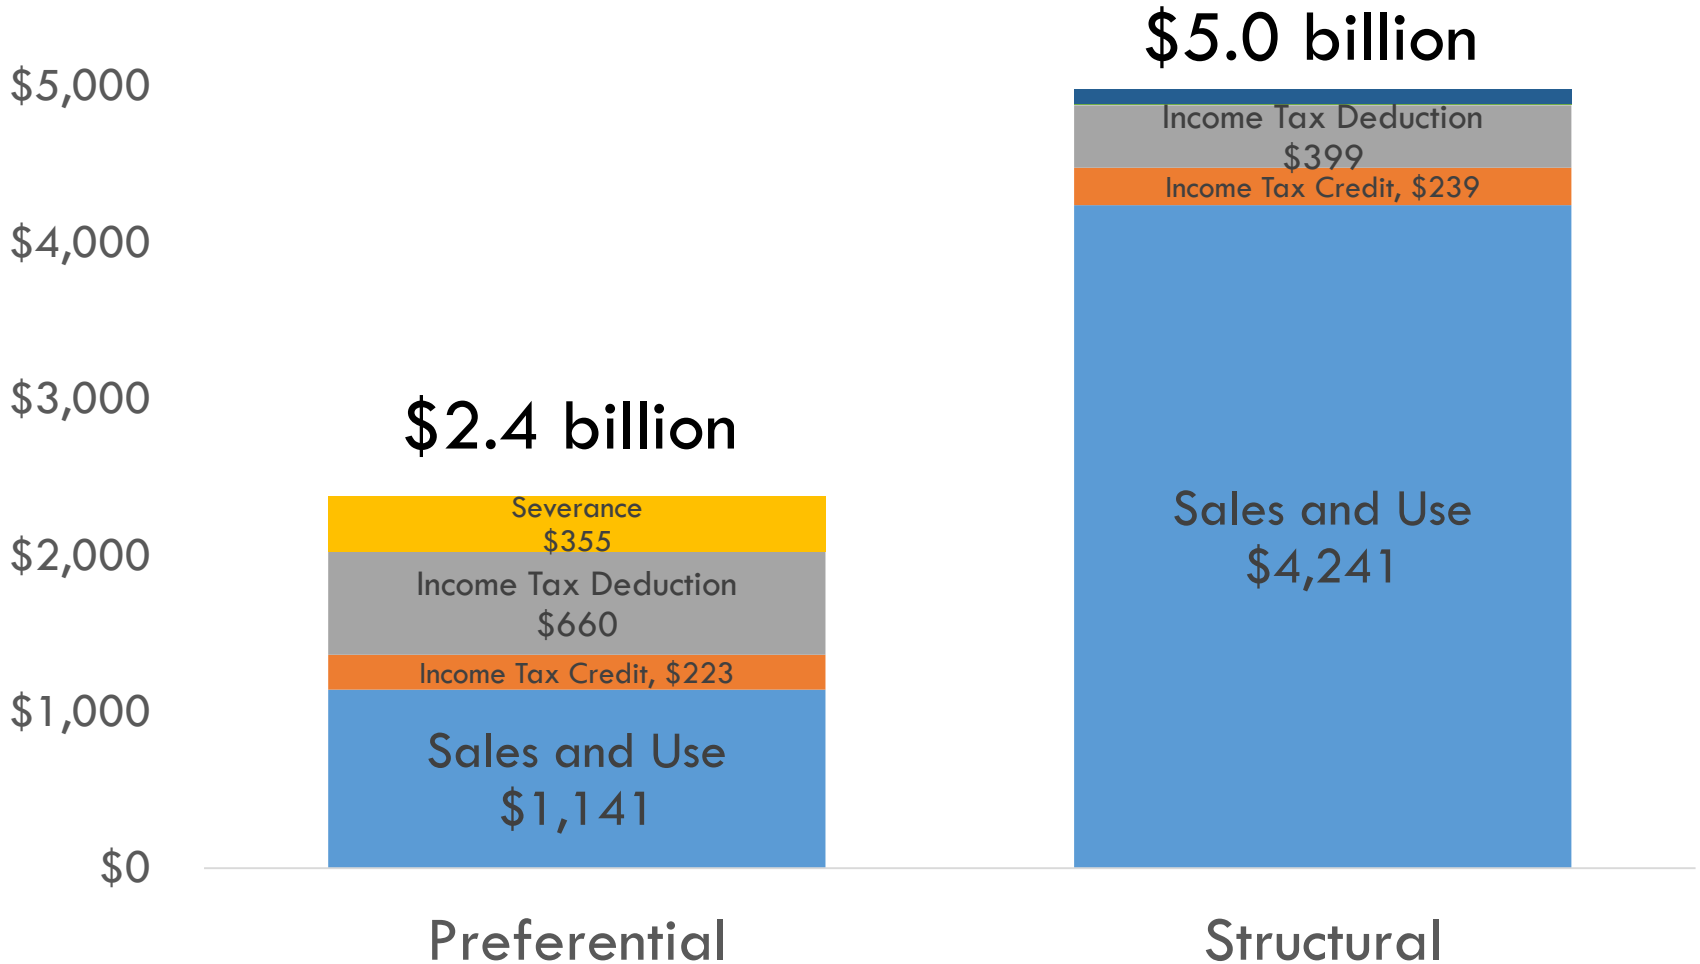 $5.0 billion
$5,000
$4,000
$3,000
$2,000
$1,000
$0
$2.4 billion
Severance
$355
Income Tax Deduction
$660
Income Tax Credit, $223
Sales and Use
$1,141
Income Tax Deduction
$399
Income Tax Credit, $239
Sales and Use
$4,241
Preferential
Structural